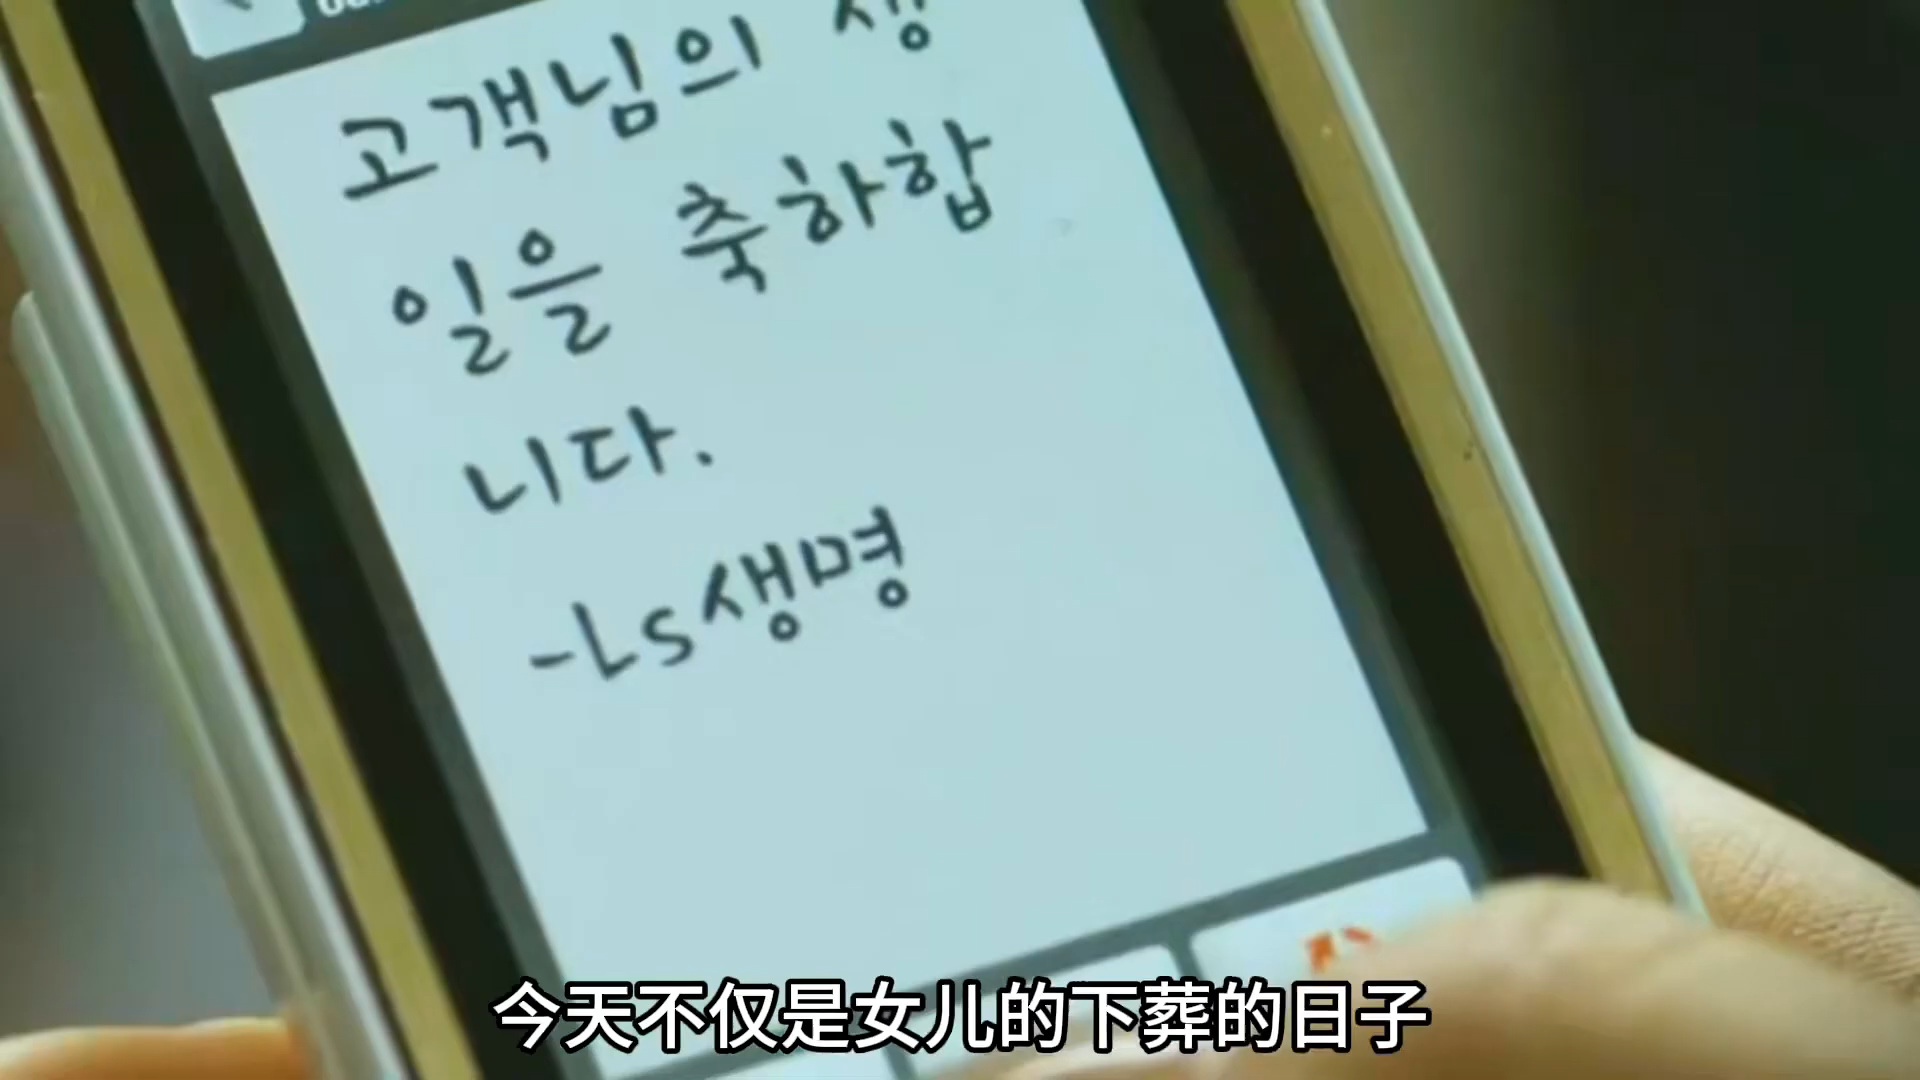 고객님의 생
일을 축하합
니다.
-LS생명
今天不仅是女儿的下葬的日子